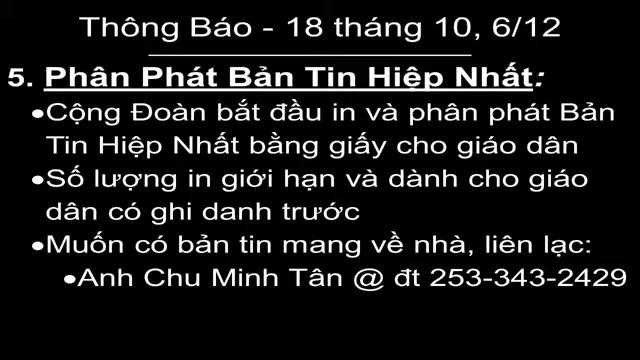 Thông Báo - 18 tháng 10, 6/12
5. Phân Phát Bản Tin Hiệp Nhất:
•Cộng Đoàn bắt đầu in và phân phát Bản
Tin Hiệp Nhất bằng giấy cho giáo dân
•Số lượng in giới hạn và dành cho giáo
dân có ghi danh trước
•Muốn có bản tin mang về nhà, liên lạc:
•Anh Chu Minh Tân @ đt 253-343-2429